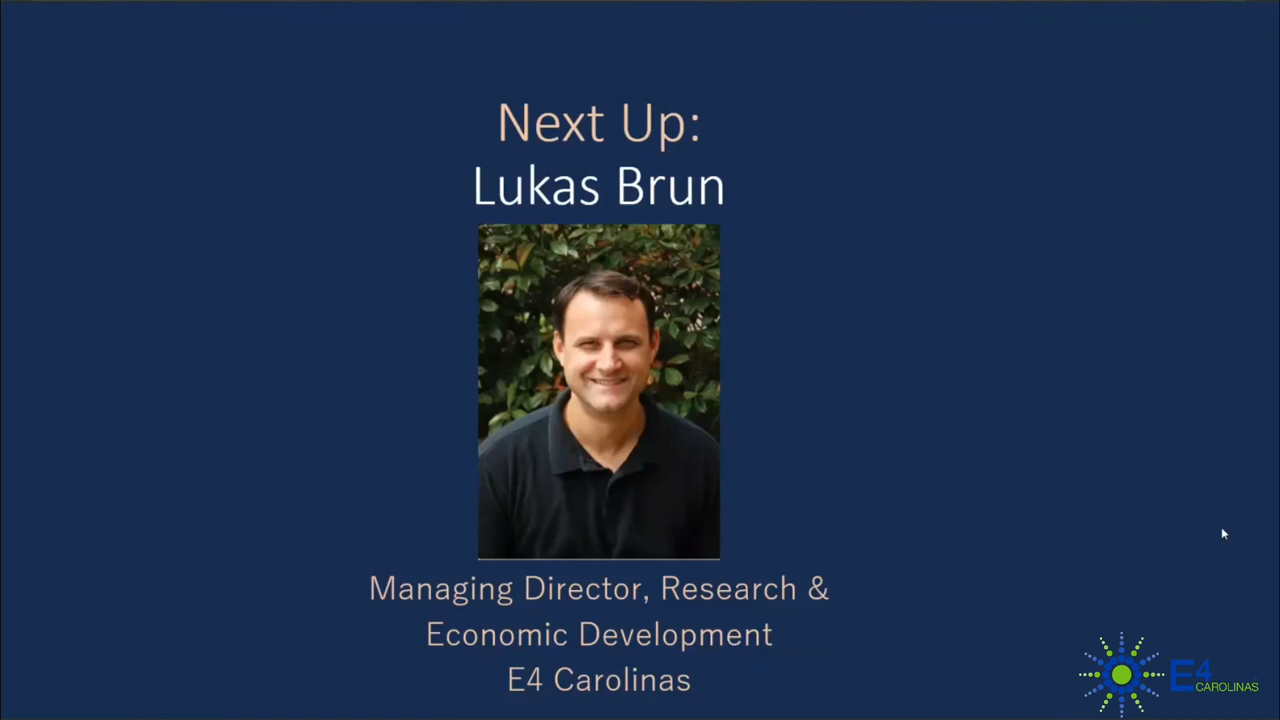 Next Up:
Lukas Brun
Managing Director, Research &
Economic Development
E4 Carolinas
E4
CAROLINAS